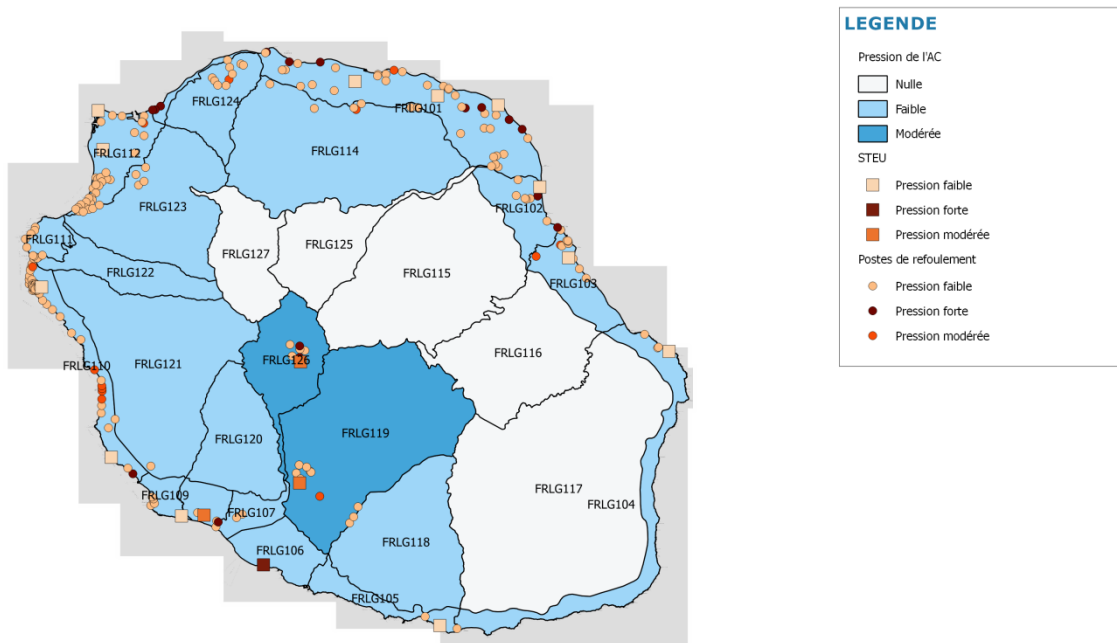 LEGENDE
Pression de l'AC
Nulle
Faible
Modérée
STEU
Pression faible
Pression forte
Pression modérée
Postes de refoulement
Pression faible
Pression forte
Pression modérée
FRLG124
FRLG101
FRLG112
FRLG114
FRLG123
FRLG102
FRLG111
FRLG127
FRLG125
FRLG122
FRLG115
FRLG103
FRLG110
FRLG121
FRLG126
FRLG116
FRLG119
FRLG120
FRLG117
FRLG104
FRLG109
FRLG107
FRLG118
FRLG106
FRLG105